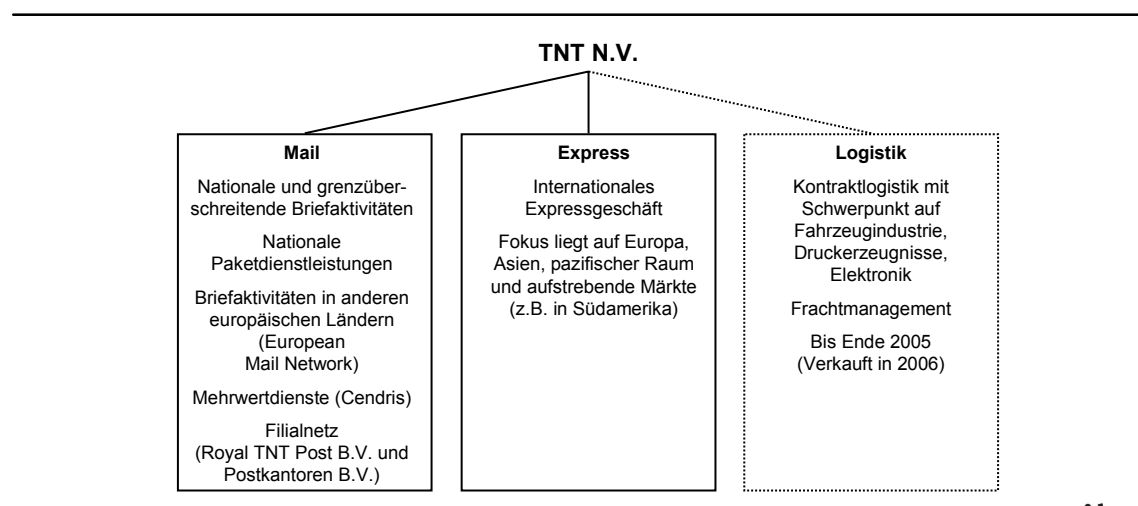 TNT N.V.
Mail
Nationale und grenzüber-
schreitende Briefaktivitäten
Nationale
Paketdienstleistungen
Briefaktivitäten in anderen
europäischen Ländern
(European
Mail Network)
Mehrwertdienste (Cendris)
Filialnetz
(Royal TNT Post B.V. und
Postkantoren B.V.)
Express
Internationales
Expressgeschäft
Fokus liegt auf Europa,
Asien, pazifischer Raum
und aufstrebende Märkte
(z.B. in Südamerika)
Logistik
Kontraktlogistik mit
Schwerpunkt auf
Fahrzeugindustrie,
Druckerzeugnisse,
Elektronik
Frachtmanagement
Bis Ende 2005
(Verkauft in 2006)